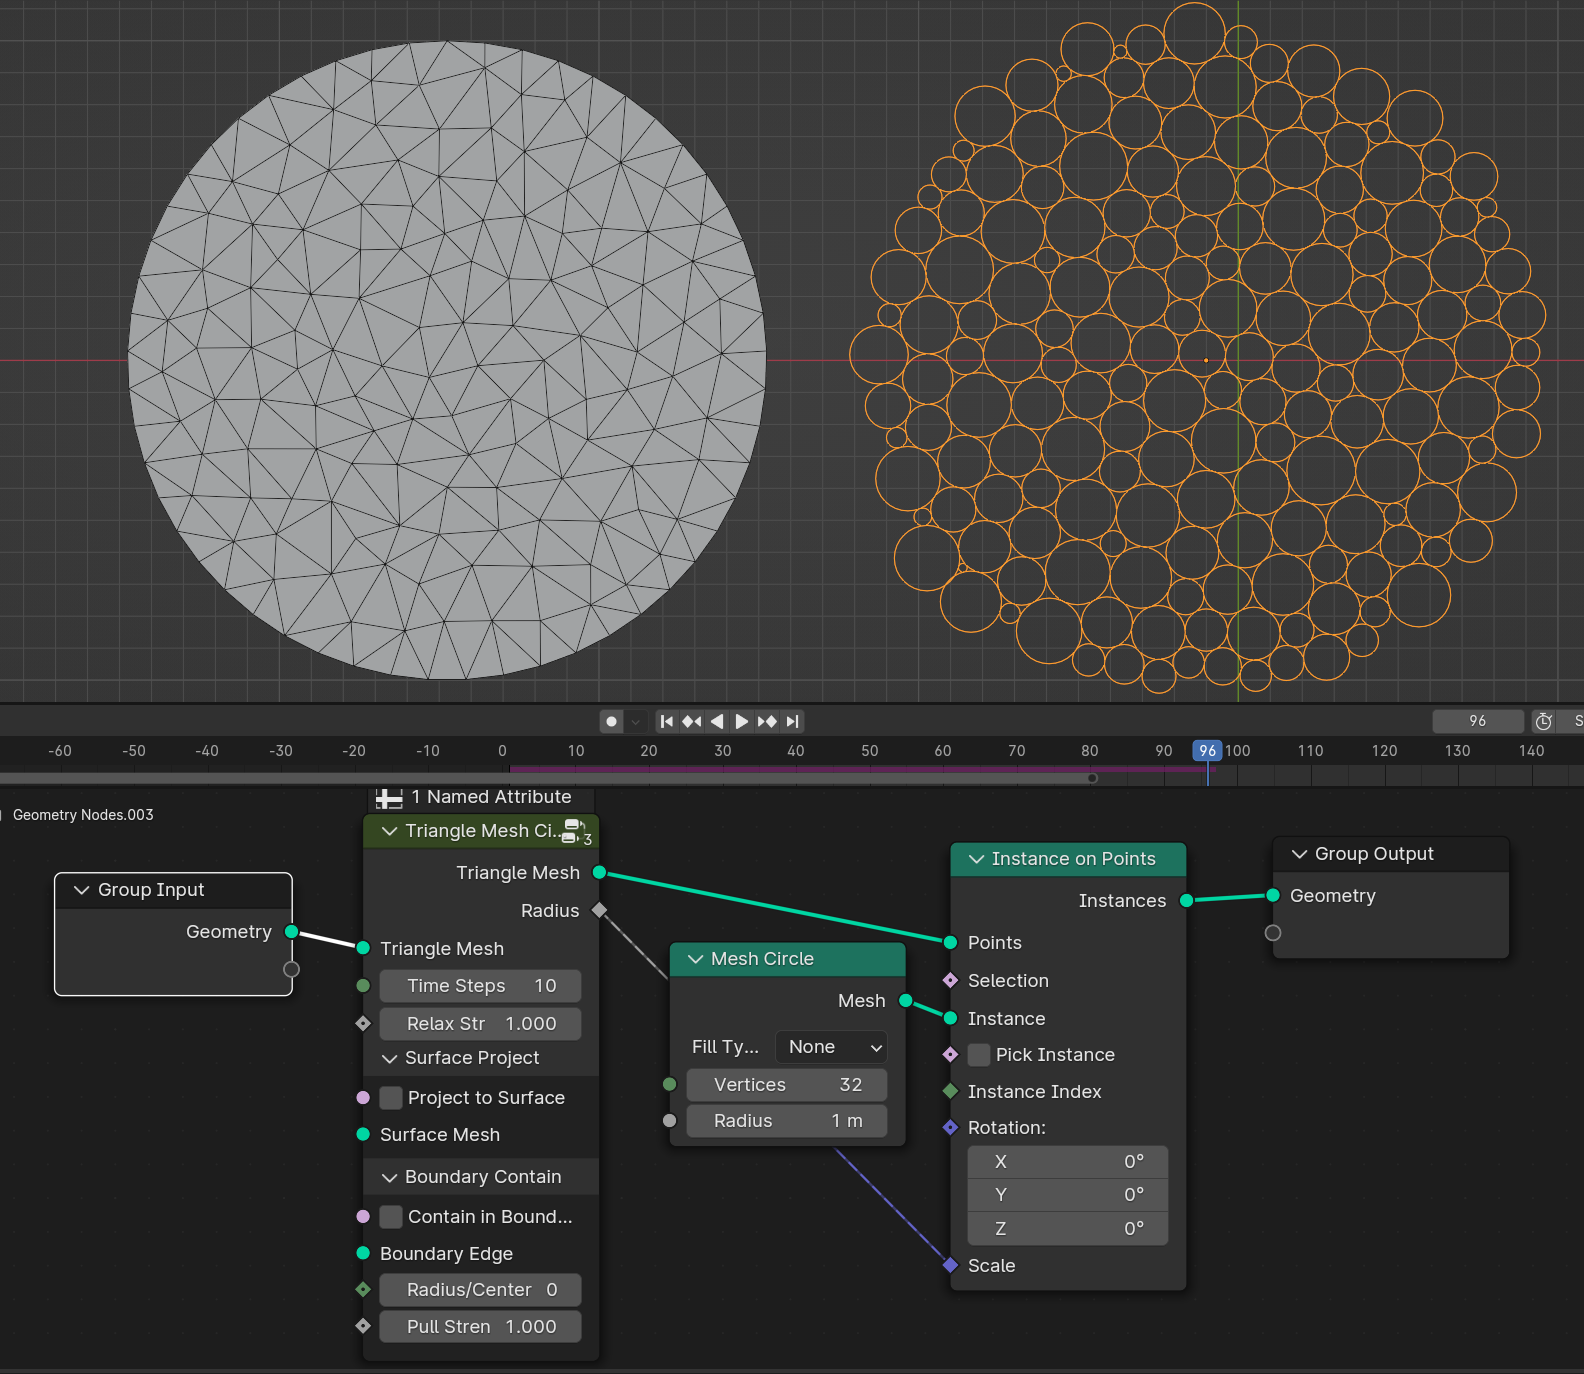 96
S
-60 -50 -40 -30 -20 -10 0 10 20 30 40 50 60 70 80 90 96 100 110 120 130 140
Geometry Nodes.003
1 Named Attribute
Group Input
Geometry
Triangle Mesh Ci... 3
Triangle Mesh
Radius
Triangle Mesh
Time Steps 10
Relax Str 1.000
Surface Project
Project to Surface
Surface Mesh
Boundary Contain
Contain in Bound...
Boundary Edge
Radius/Center 0
Pull Stren 1.000
Mesh Circle
Mesh
Fill Ty... None
Vertices 32
Radius 1 m
Instance on Points
Instances
Points
Selection
Instance
Pick Instance
Instance Index
Rotation:
X 0°
Y 0°
Z 0°
Scale
Group Output
Geometry